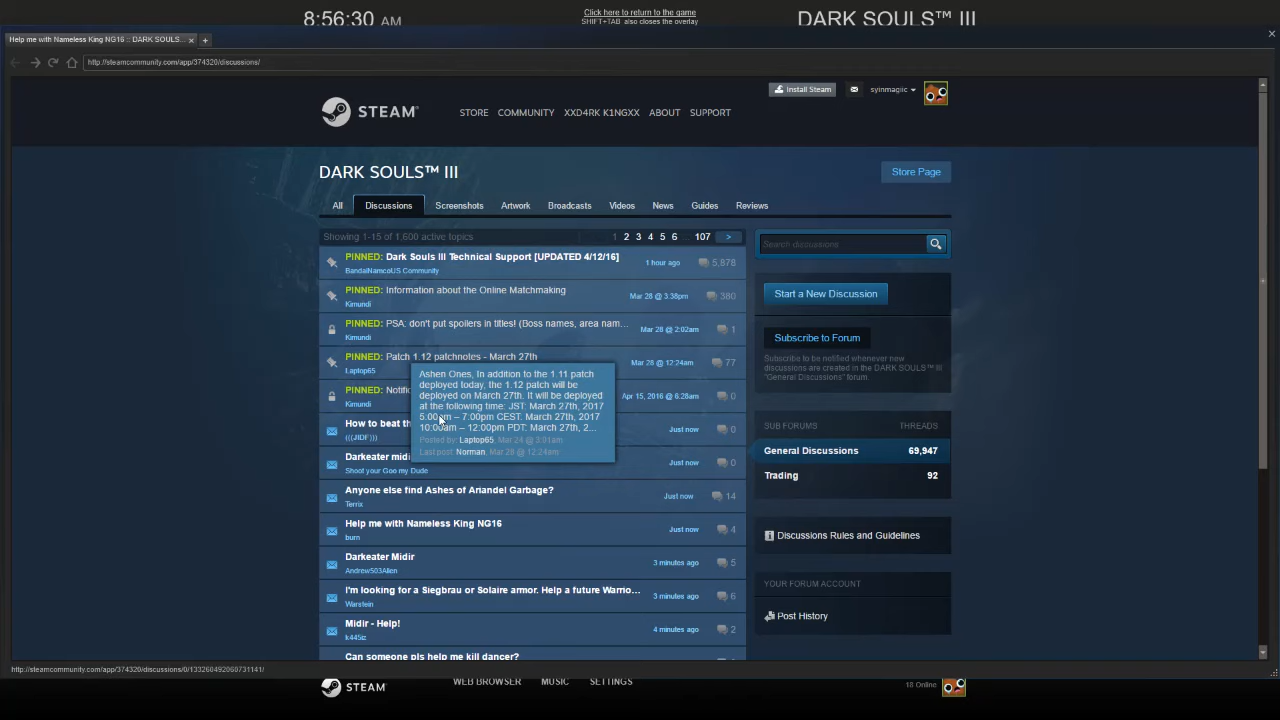 8:56:30 AM
Click here to return to the game
SHIFT+TAB also closes the overlay
DARK SOULS™ III
Help me with Nameless King NG16 :: DARK SOULS...
http://steamcommunity.com/app/374320/discussions/
Install Steam
syinmagiic
STEAM™
STORE COMMUNITY XXD4RK K1NGXX ABOUT SUPPORT
DARK SOULS™ III
Store Page
All Discussions Screenshots Artwork Broadcasts Videos News Guides Reviews
Showing 1-15 of 1,600 active topics
1 2 3 4 5 6 ... 107 >
Search discussions
PINNED: Dark Souls III Technical Support [UPDATED 4/12/16]
BandaiNamcoUS Community
1 hour ago
5,878
PINNED: Information about the Online Matchmaking
Kimundi
Mar 28 @ 3:38pm
380
PINNED: PSA: don't put spoilers in titles! (Boss names, area nam...
Kimundi
Mar 28 @ 2:02am
1
PINNED: Patch 1.12 patchnotes - March 27th
Laptop65
Mar 28 @ 12:24am
77
PINNED: Notifi
Kimundi
Apr 15, 2016 @ 6:28am
0
Ashen Ones, In addition to the 1.11 patch
deployed today, the 1.12 patch will be
deployed on March 27th. It will be deployed
at the following time: JST: March 27th, 2017
5:00pm – 7:00pm CEST: March 27th, 2017
10:00am – 12:00pm PDT: March 27th, 2...
Posted by: Laptop65, Mar 24 @ 3:01am
Last post: Norman, Mar 28 @ 12:24am
How to beat th
(((JIDF)))
Just now
0
Darkeater midi
Shoot your Goo my Dude
Just now
0
Anyone else find Ashes of Ariandel Garbage?
Terrix
Just now
14
Help me with Nameless King NG16
burn
Just now
4
Darkeater Midir
Andrew503Allen
3 minutes ago
5
I'm looking for a Siegbrau or Solaire armor. Help a future Warrio...
Warstein
3 minutes ago
6
Midir - Help!
k445iz
4 minutes ago
2
Can someone pls help me kill dancer?
Start a New Discussion
Subscribe to Forum
Subscribe to be notified whenever new
discussions are created in the DARK SOULS™ III
"General Discussions" forum.
SUB FORUMS THREADS
General Discussions 69,947
Trading 92
Discussions Rules and Guidelines
YOUR FORUM ACCOUNT
Post History
http://steamcommunity.com/app/374320/discussions/0/133260492060731141/
STEAM™
WEB BROWSER MUSIC SETTINGS
18 Online